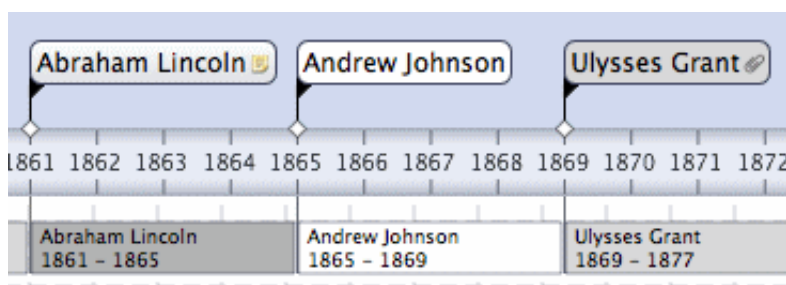 Abraham Lincoln Andrew Johnson Ulysses Grant
1861 1862 1863 1864 1865 1866 1867 1868 1869 1870 1871 1872
Abraham Lincoln Andrew Johnson Ulysses Grant
1861 – 1865 1865 – 1869 1869 – 1877